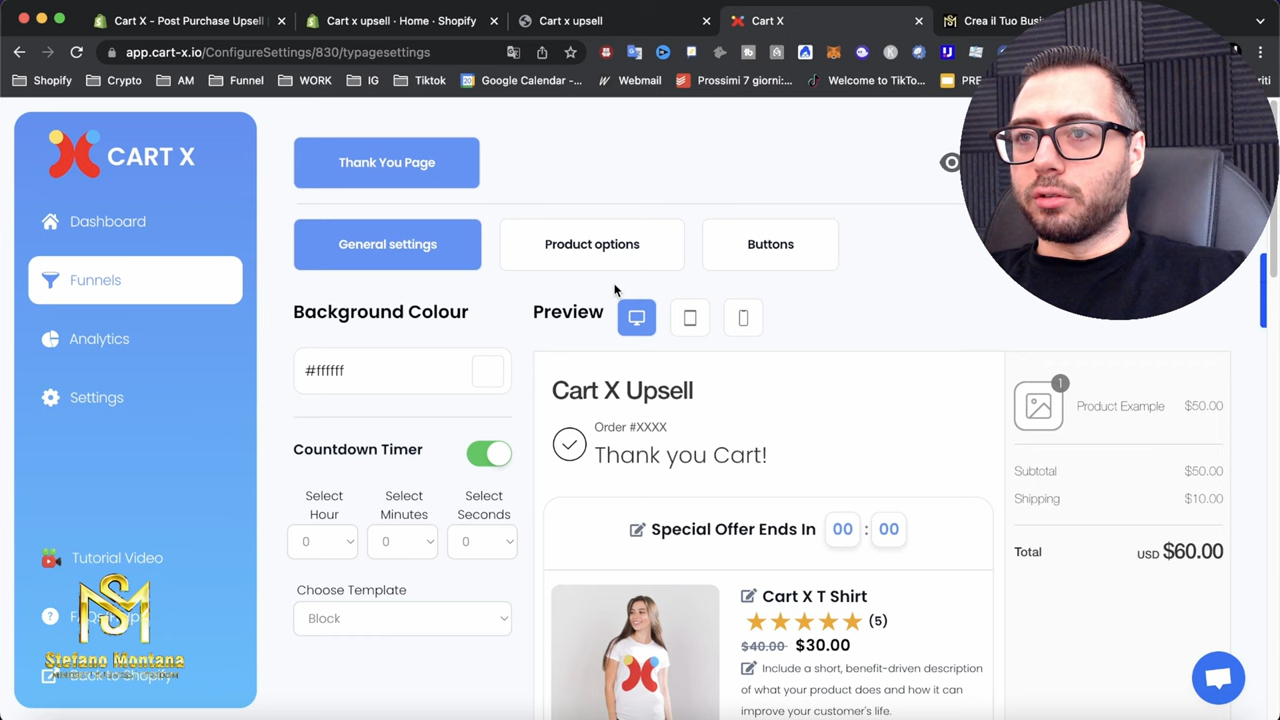 Cart X - Post Purchase Upsell
Cart x upsell · Home · Shopify
Cart x upsell
Cart X
Crea il Tuo Bus
app.cart-x.io/ConfigureSettings/830/typagesettings
Shopify
Crypto
AM
Funnel
WORK
IG
Tiktok
Google Calendar -...
Webmail
Prossimi 7 giorni:...
Welcome to TikTo...
PRE
CART X
Dashboard
Funnels
Analytics
Settings
Tutorial Video
SM
Stefano Montana
Back to Shopify
Thank You Page
General settings
Product options
Buttons
Background Colour
#ffffff
Countdown Timer
Select Hour
Select Minutes
Select Seconds
0
0
0
Choose Template
Block
Preview
Cart X Upsell
Order #XXXX
Thank you Cart!
Special Offer Ends In 00 : 00
Cart X T Shirt
(5)
$40.00 $30.00
Include a short, benefit-driven description
of what your product does and how it can
improve your customer's life.
1
Product Example $50.00
Subtotal $50.00
Shipping $10.00
Total USD $60.00